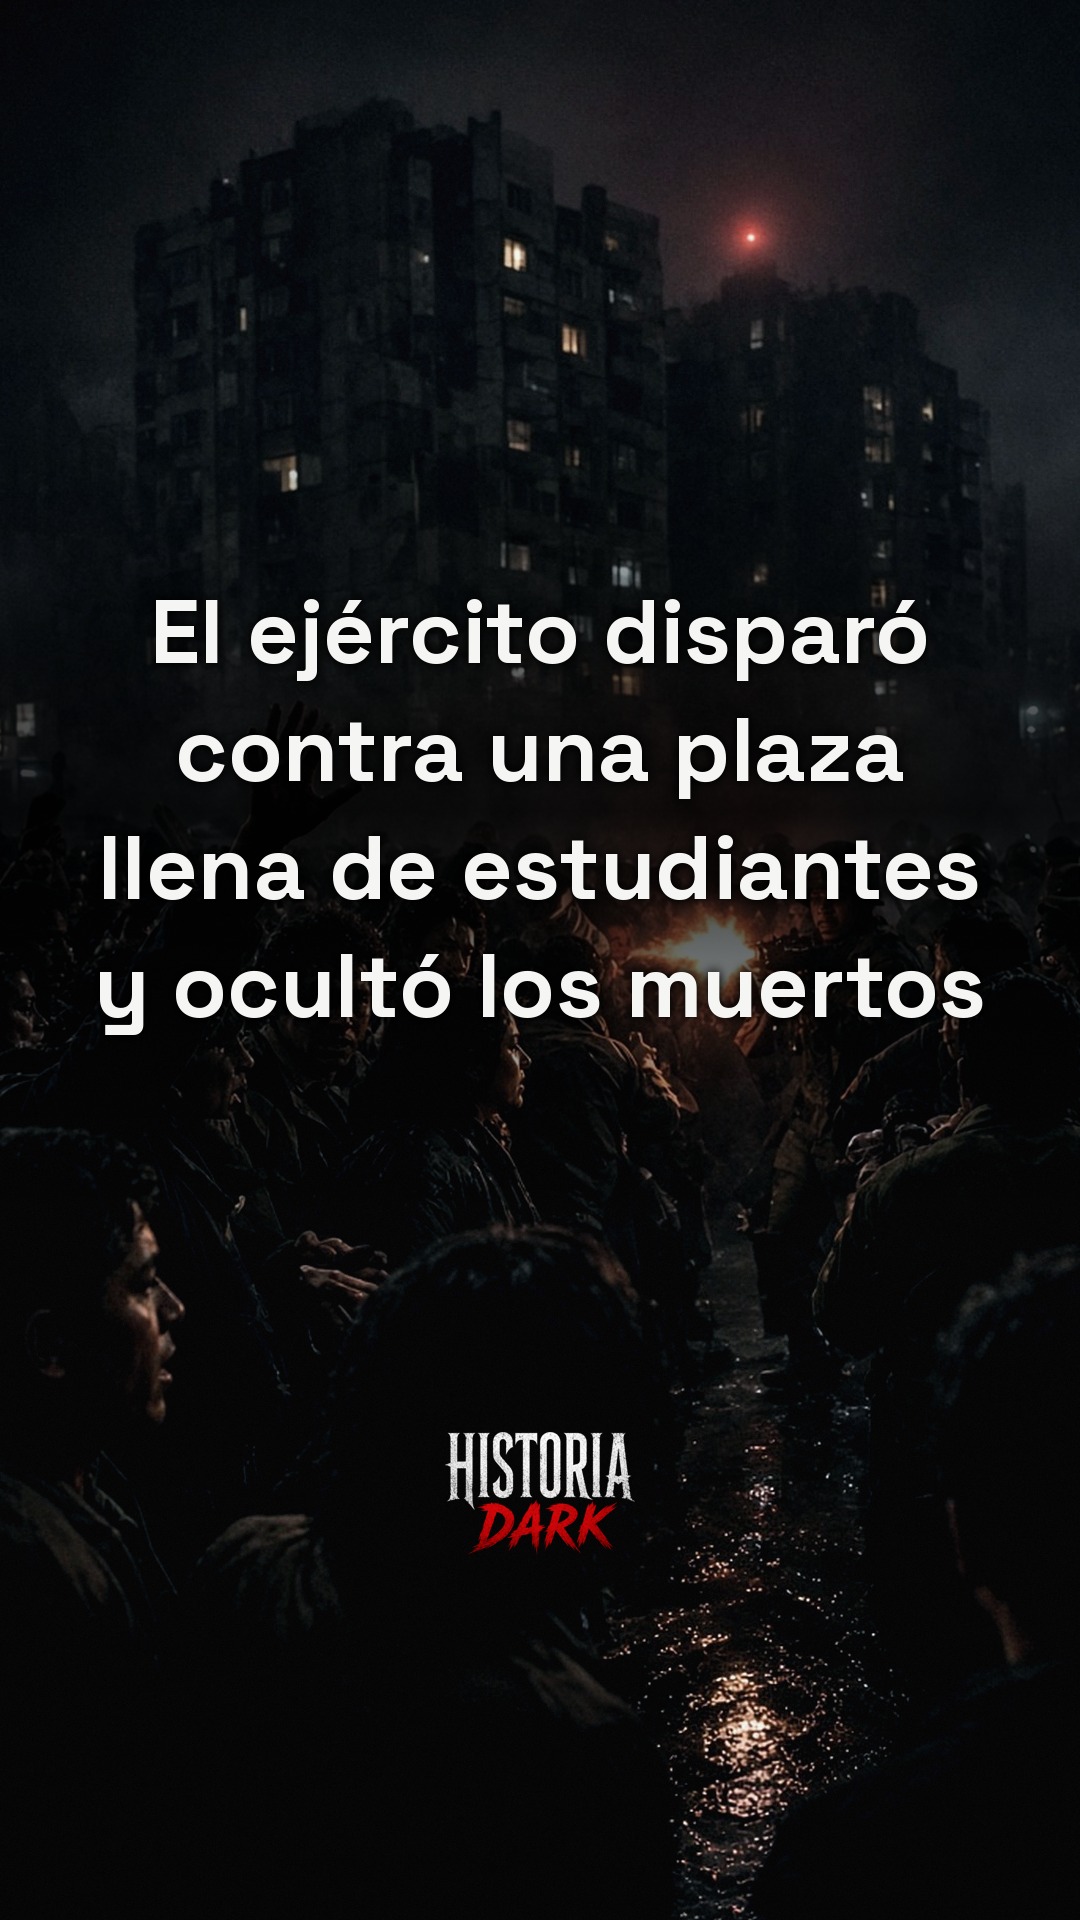 El ejército disparó
contra una plaza
llena de estudiantes
y ocultó los muertos
HISTORIA
DARK